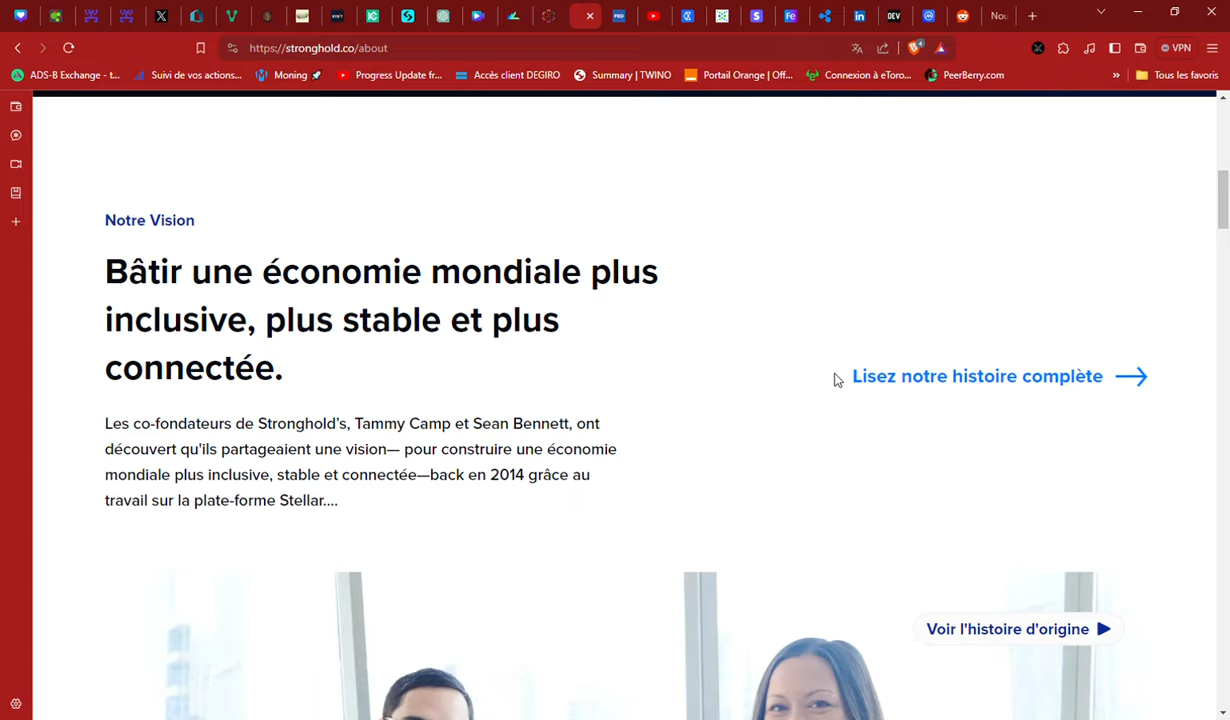 https://stronghold.co/about
VPN
ADS-B Exchange - t...
Suivi de vos actions...
Moning
Progress Update fr...
Accès client DEGIRO
Summary | TWINO
Portail Orange | Off...
Connexion à eToro...
PeerBerry.com
»
Tous les favoris
Notre Vision
Bâtir une économie mondiale plus
inclusive, plus stable et plus
connectée.
Lisez notre histoire complète
Les co-fondateurs de Stronghold’s, Tammy Camp et Sean Bennett, ont
découvert qu'ils partageaient une vision— pour construire une économie
mondiale plus inclusive, stable et connectée—back en 2014 grâce au
travail sur la plate-forme Stellar....
Voir l'histoire d'origine